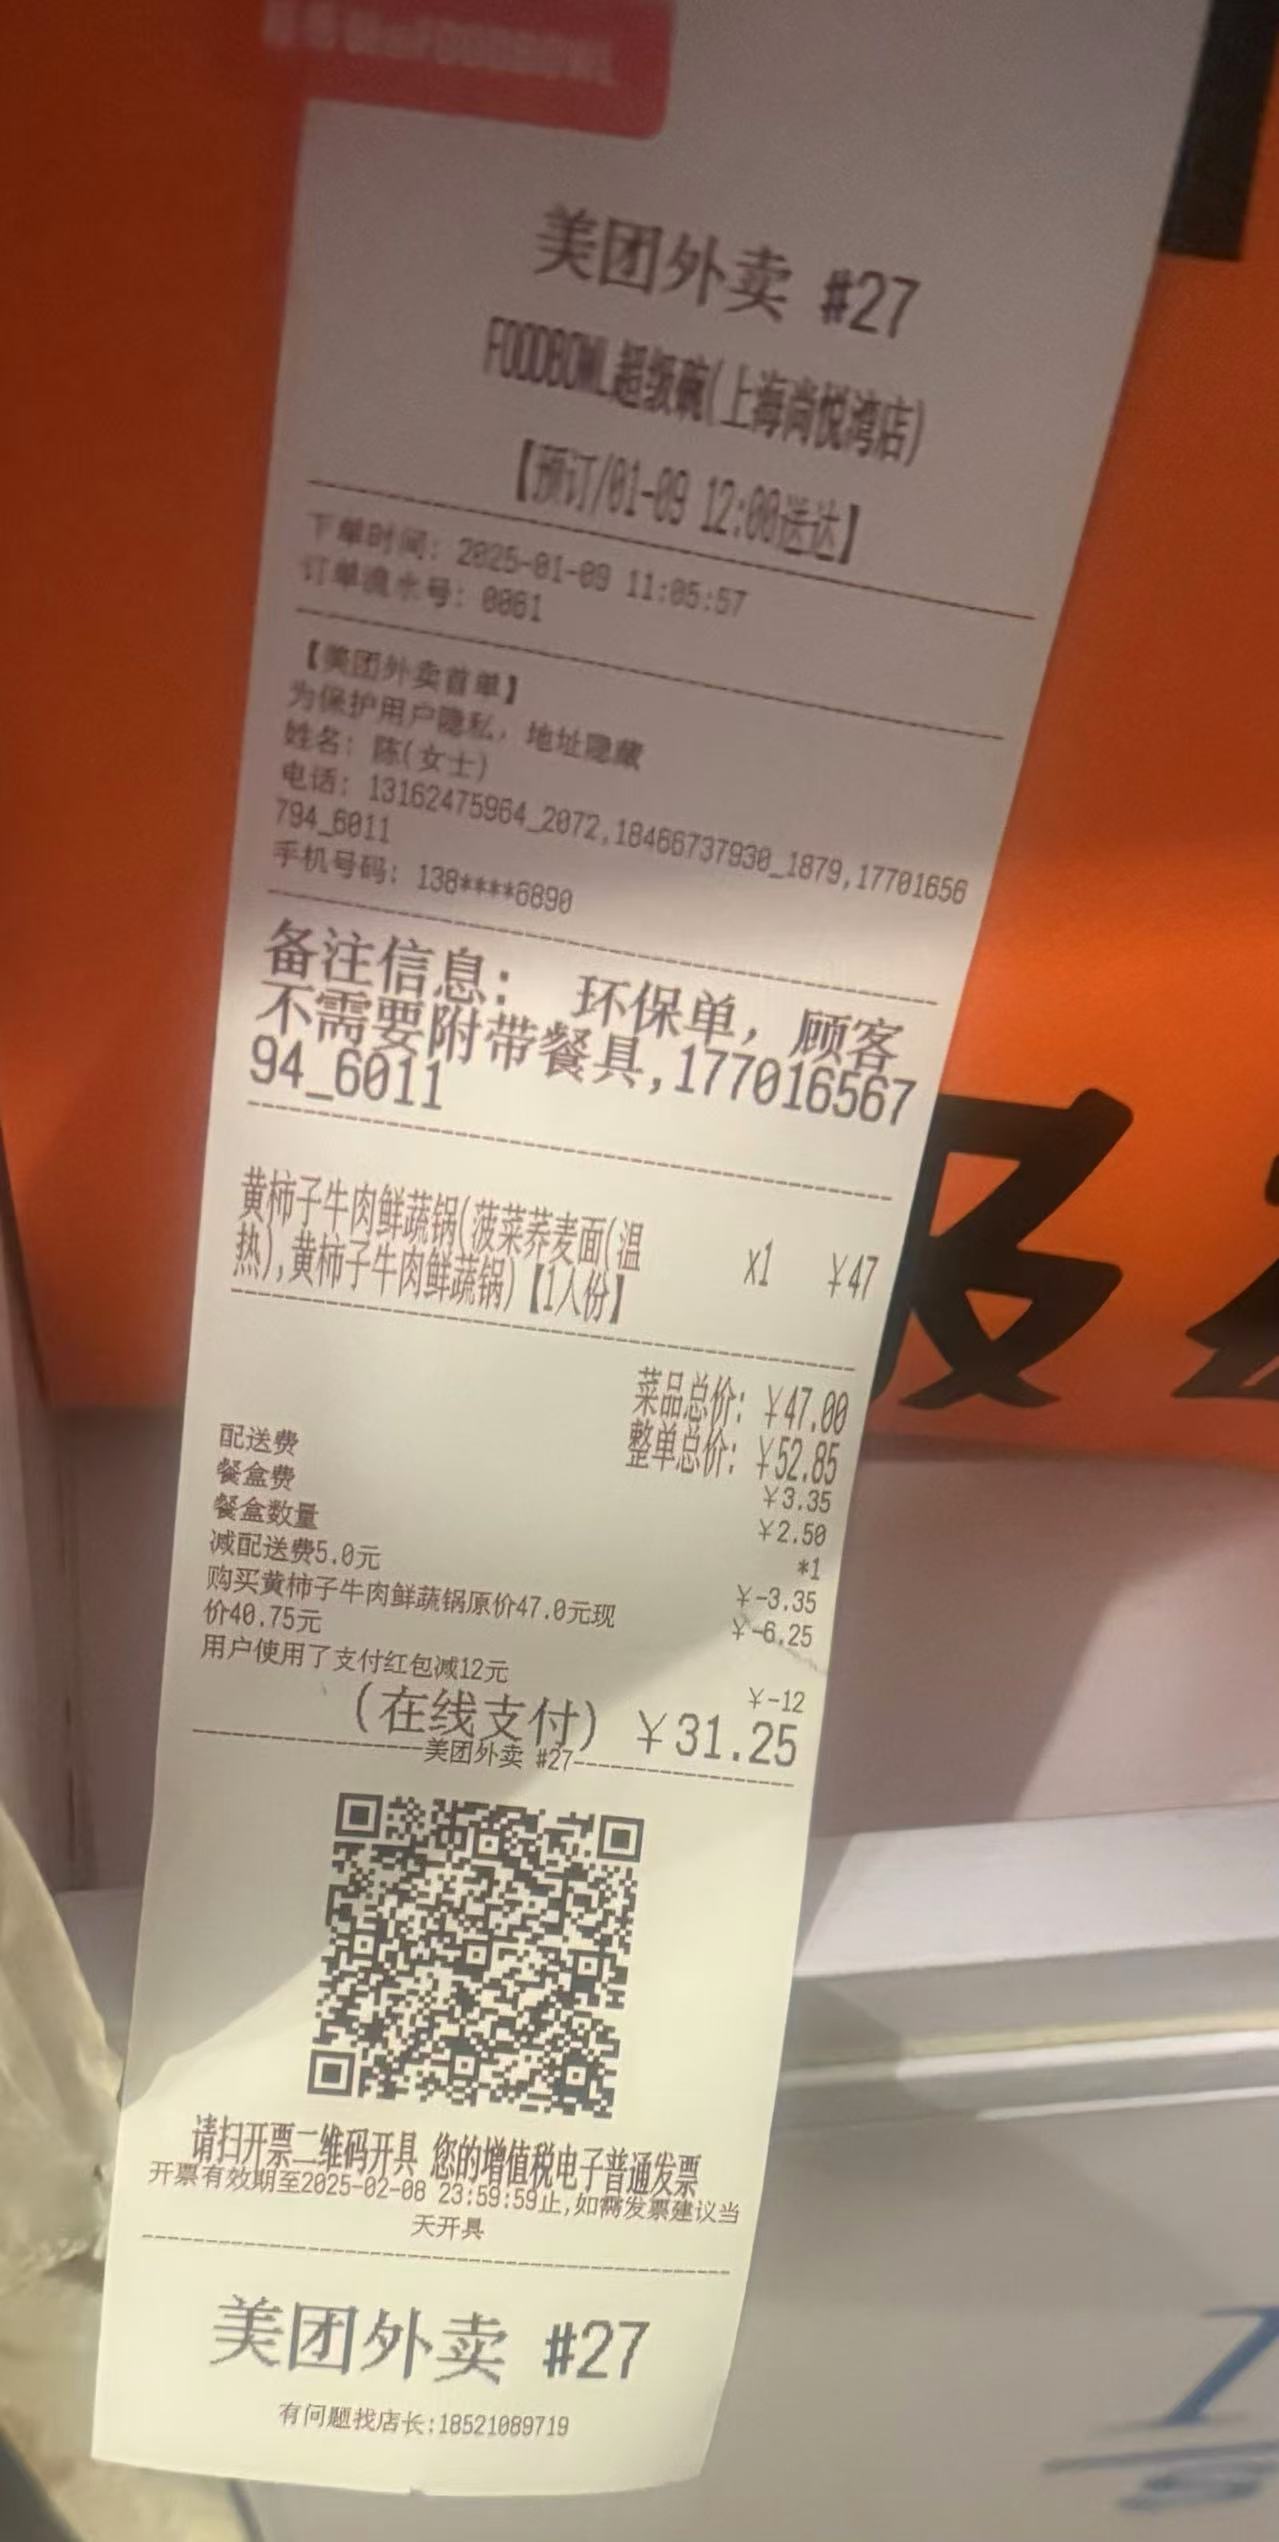 美团外卖 #27
FOODBOWL超级碗(上海尚悦湾店)
【预订/01-09 12:00送达】
下单时间: 2025-01-09 11:05:57
订单流水号: 0061
【美团外卖首单】
为保护用户隐私, 地址隐藏
姓名: 陈(女士)
电话: 13162475964_2072,18466737930_1879,17701656
794_6011
手机号码: 138****6890
备注信息: 环保单, 顾客
不需要附带餐具,177016567
94_6011
黄柿子牛肉鲜蔬锅(菠菜荞麦面(温 x1 ¥47
热),黄柿子牛肉鲜蔬锅)【1人份】
菜品总价: ¥47.00
整单总价: ¥52.85
配送费 ¥3.35
餐盒费 ¥2.50
餐盒数量 *1
减配送费5.0元 ¥-3.35
购买黄柿子牛肉鲜蔬锅原价47.0元现 ¥-6.25
价40.75元
用户使用了支付红包减12元 ¥-12
(在线支付) ¥31.25
美团外卖 #27
请扫开票二维码开具 您的增值税电子普通发票
开票有效期至2025-02-08 23:59:59止,如需发票建议当
天开具
美团外卖 #27
有问题找店长:18521089719
及